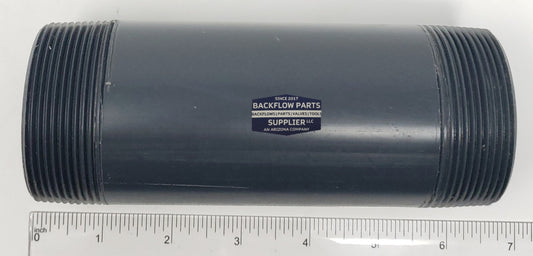 SINCE 2017
BACKFLOW PARTS
BACKFLOWS|PARTS|VALVES|TOOLS
SUPPLIER LLC
AN ARIZONA COMPANY
inch
0 1 2 3 4 5 6 7